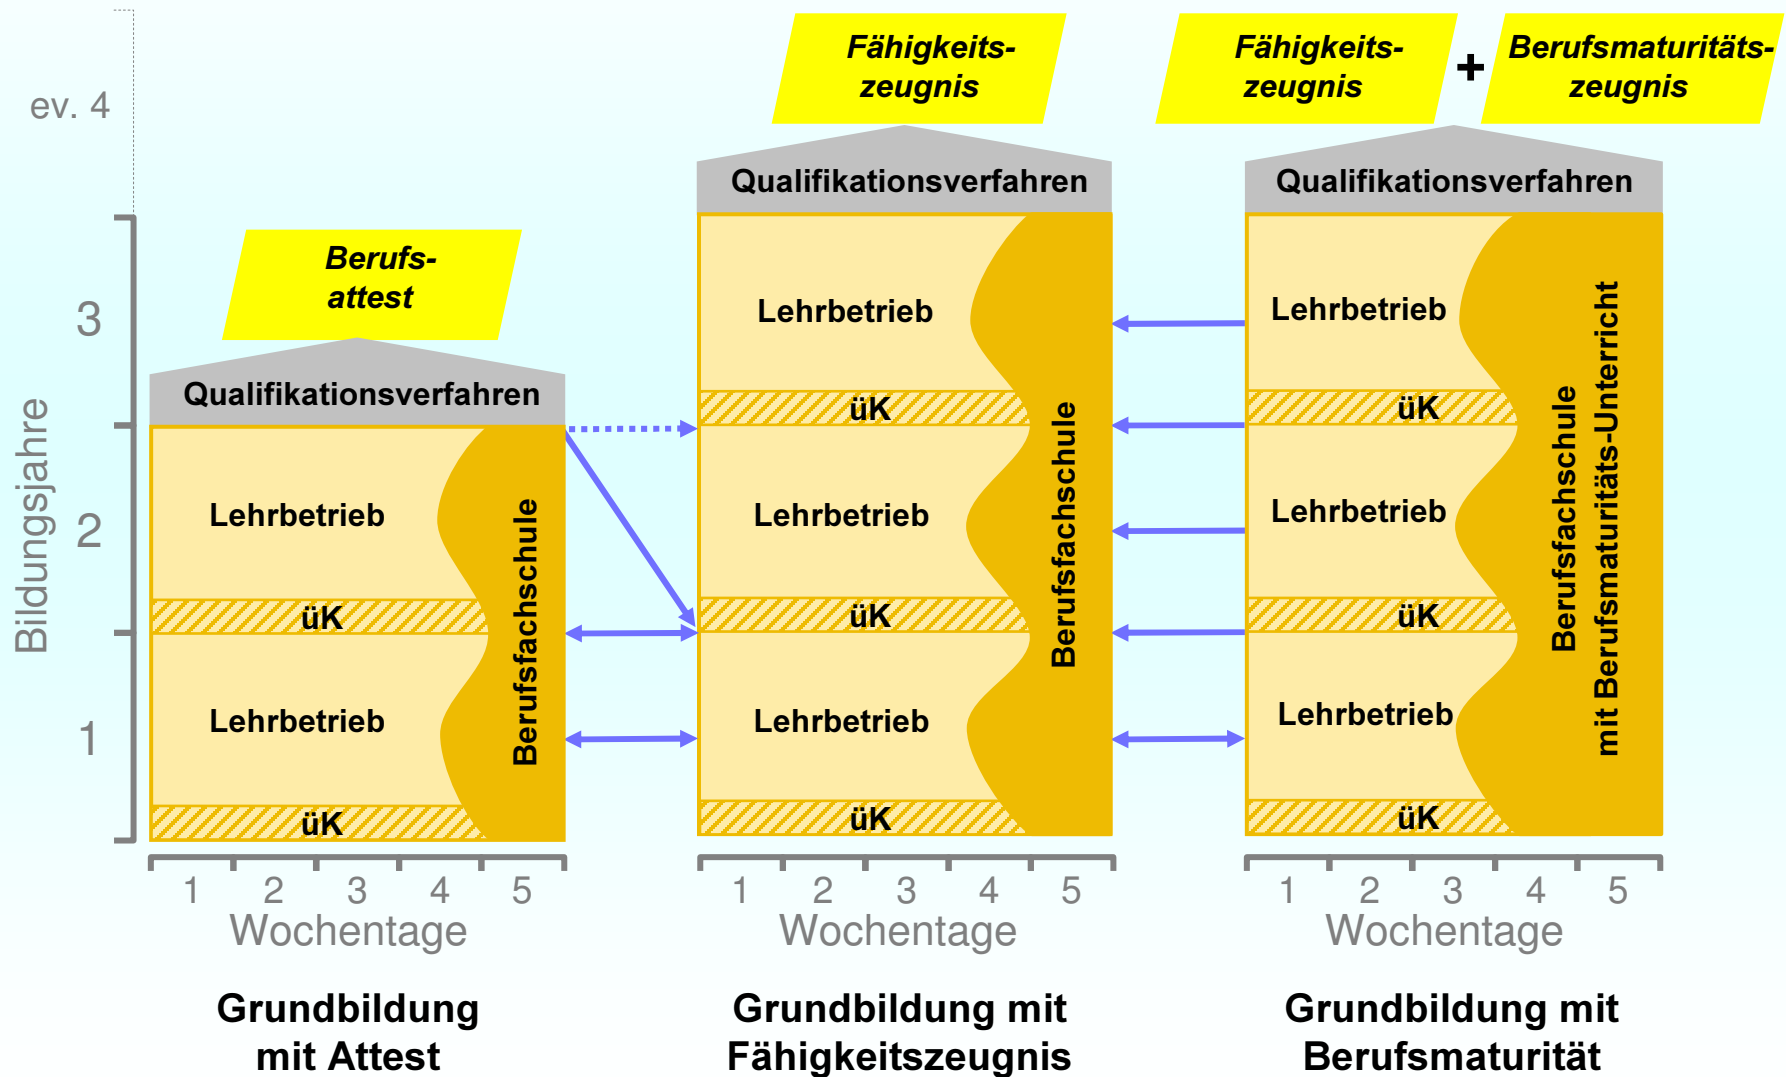 Fähigkeits-
zeugnis
Fähigkeits-
zeugnis
+
Berufsmaturitäts-
zeugnis
ev. 4
3
2
1
Bildungsjahre
Berufs-
attest
Qualifikationsverfahren
Lehrbetrieb
üK
Lehrbetrieb
üK
Berufsfachschule
1 2 3 4 5
Wochentage
Grundbildung
mit Attest
Qualifikationsverfahren
Lehrbetrieb
üK
Lehrbetrieb
üK
Lehrbetrieb
üK
Berufsfachschule
1 2 3 4 5
Wochentage
Grundbildung mit
Fähigkeitszeugnis
Qualifikationsverfahren
Lehrbetrieb
üK
Lehrbetrieb
üK
Lehrbetrieb
üK
Berufsfachschule
mit Berufsmaturitäts-Unterricht
1 2 3 4 5
Wochentage
Grundbildung mit
Berufsmaturität